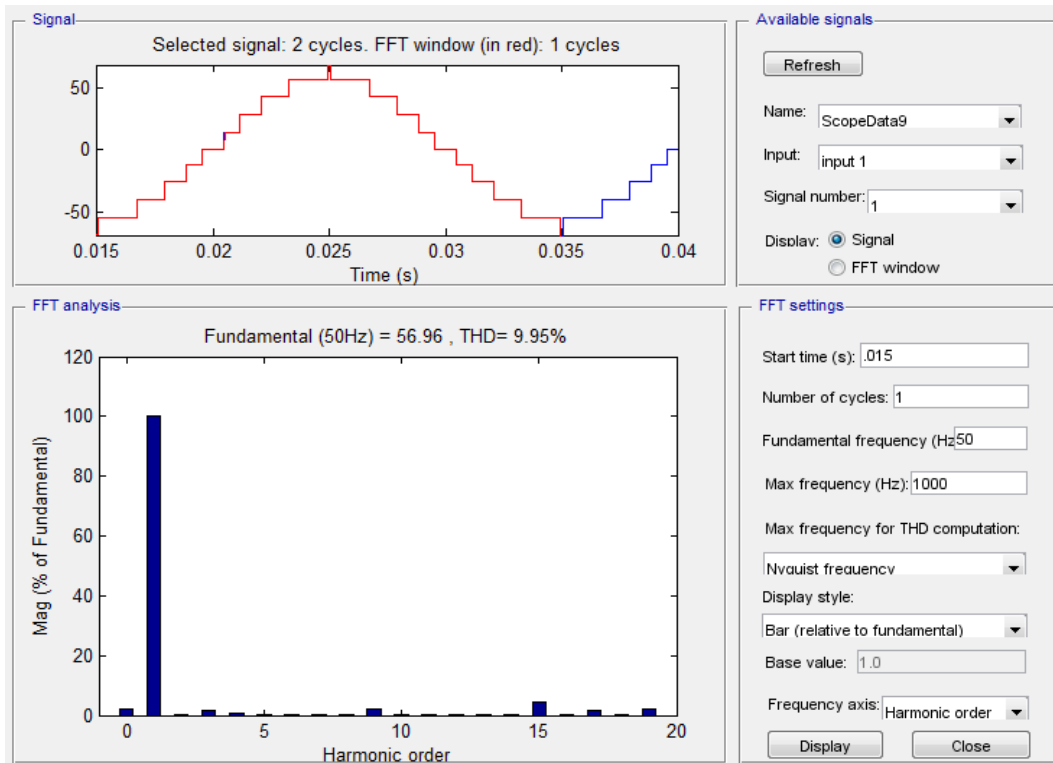 Signal
Selected signal: 2 cycles. FFT window (in red): 1 cycles
50
0
-50
0.015 0.02 0.025 0.03 0.035 0.04
Time (s)
Available signals
Refresh
Name: ScopeData9
Input: input 1
Signal number: 1
Display: Signal
FFT window
FFT analysis
Fundamental (50Hz) = 56.96 , THD= 9.95%
120
100
80
60
40
20
0
Mag (% of Fundamental)
0 5 10 15 20
Harmonic order
FFT settings
Start time (s): .015
Number of cycles: 1
Fundamental frequency (Hz 50
Max frequency (Hz): 1000
Max frequency for THD computation:
Nyquist frequency
Display style:
Bar (relative to fundamental)
Base value: 1.0
Frequency axis: Harmonic order
Display Close